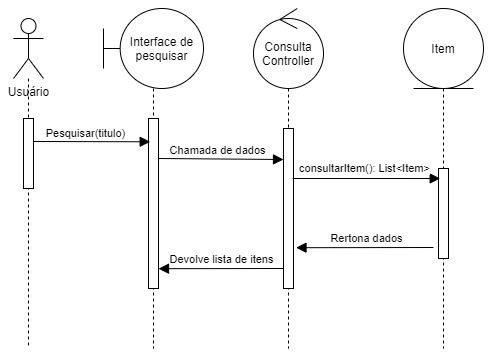 Interface de
pesquisar
Consulta
Controller
Item
Usuário
Pesquisar(titulo)
Chamada de dados
consultarItem(): List<Item>
Rertona dados
Devolve lista de itens